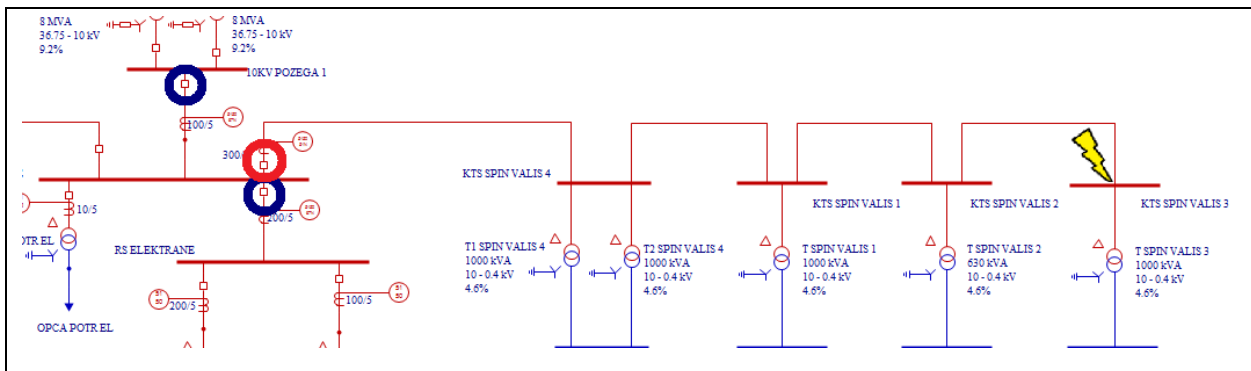 8 MVA
36.75 - 10 kV
9.2%
8 MVA
36.75 - 10 kV
9.2%
10KV POZEGA 1
100/5
300/
KTS SPIN VALIS 4
KTS SPIN VALIS 1
KTS SPIN VALIS 2
KTS SPIN VALIS 3
10/5
200/5
OTR EL
RS ELEKTRANE
T1 SPIN VALIS 4
1000 kVA
10 - 0.4 kV
4.6%
T2 SPIN VALIS 4
1000 kVA
10 - 0.4 kV
4.6%
T SPIN VALIS 1
1000 kVA
10 - 0.4 kV
4.6%
T SPIN VALIS 2
630 kVA
10 - 0.4 kV
4.6%
T SPIN VALIS 3
1000 kVA
10 - 0.4 kV
4.6%
51
50
200/5
100/5
51
50
OPCA POTR EL